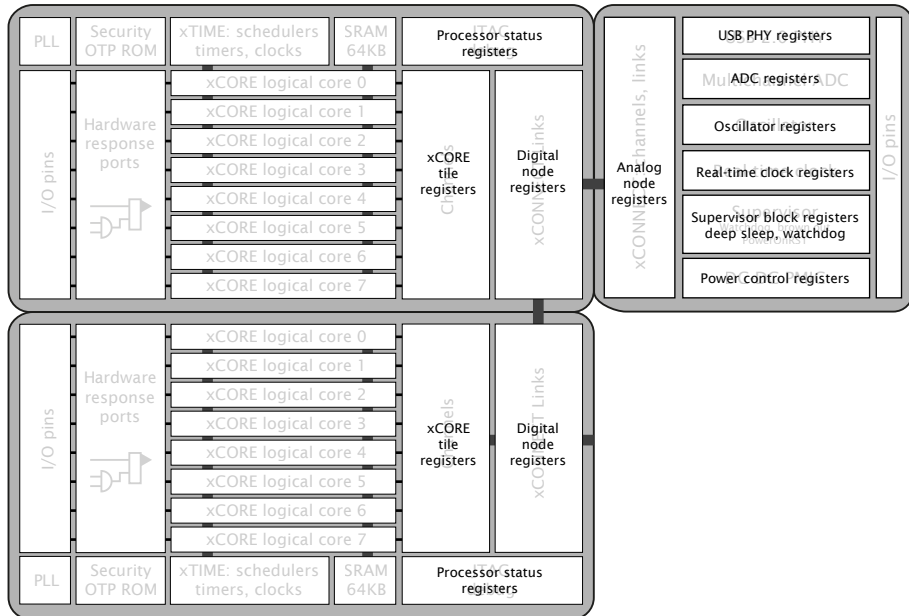 PLL
Security
OTP ROM
xTIME: schedulers
timers, clocks
SRAM
64KB
Processor status
registers
I/O pins
Hardware
response
ports
xCORE logical core 0
xCORE logical core 1
xCORE logical core 2
xCORE logical core 3
xCORE logical core 4
xCORE logical core 5
xCORE logical core 6
xCORE logical core 7
xCORE
tile
registers
Digital
node
registers
Links
Analog
node
registers
channels, links
USB PHY registers
ADC registers
Oscillator registers
Real-time clock registers
Supervisor block registers
deep sleep, watchdog
Power control registers
I/O pins
I/O pins
Hardware
response
ports
xCORE logical core 0
xCORE logical core 1
xCORE logical core 2
xCORE logical core 3
xCORE logical core 4
xCORE logical core 5
xCORE logical core 6
xCORE logical core 7
xCORE
tile
registers
Digital
node
registers
Links
PLL
Security
OTP ROM
xTIME: schedulers
timers, clocks
SRAM
64KB
Processor status
registers